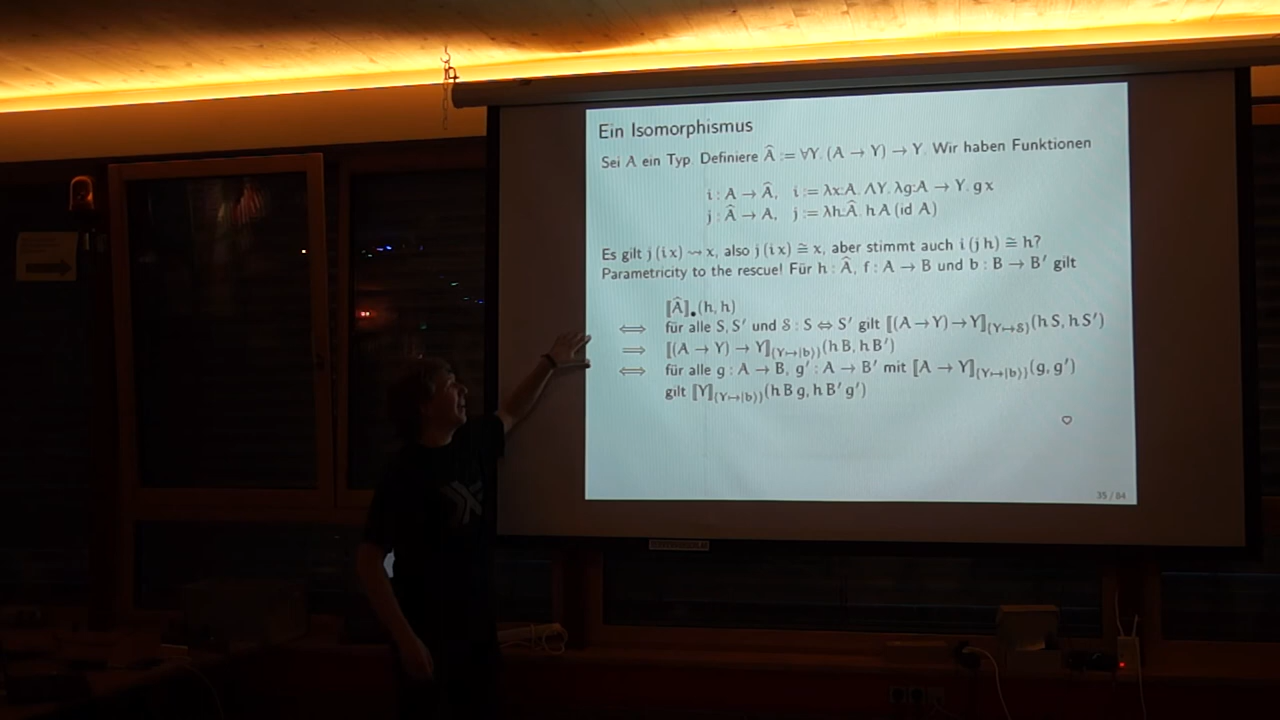 Ein Isomorphismus
Sei A ein Typ. Definiere Â := ∀Y. (A → Y) → Y. Wir haben Funktionen
i : A → Â, i := λx:A. ΛY. λg:A → Y. g x
j : Â → A, j := λh:Â. h A (id A)
Es gilt j (i x) ⇝ x, also j (i x) ≅ x, aber stimmt auch i (j h) ≅ h?
Parametricity to the rescue! Für h : Â, f : A → B und b : B → B′ gilt
⟦Â⟧•(h, h)
⟺ für alle S, S′ und 𝒮 : S ⇔ S′ gilt ⟦(A→Y)→Y⟧(Y↦𝒮)(h S, h S′)
⟹ ⟦(A → Y) → Y⟧(Y↦|b⟩)(h B, h B′)
⟺ für alle g : A → B, g′ : A → B′ mit ⟦A → Y⟧(Y↦|b⟩)(g, g′)
gilt ⟦Y⟧(Y↦|b⟩)(h B g, h B′ g′)
35 / 84